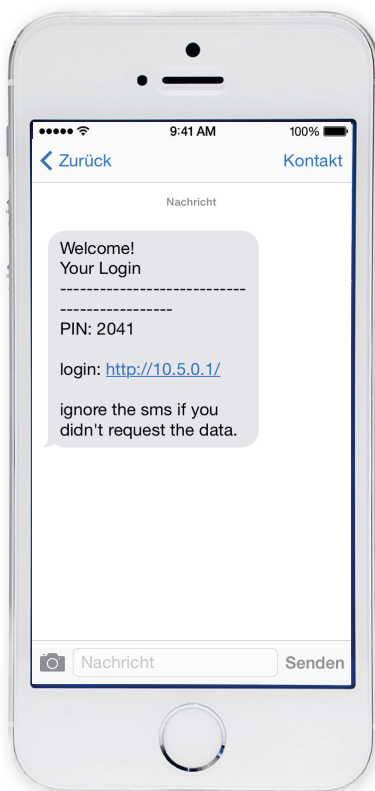 9:41 AM 100%
Zurück Kontakt
Nachricht
Welcome!
Your Login
----------------------------
-----------------
PIN: 2041
login: http://10.5.0.1/
ignore the sms if you
didn't request the data.
Nachricht Senden